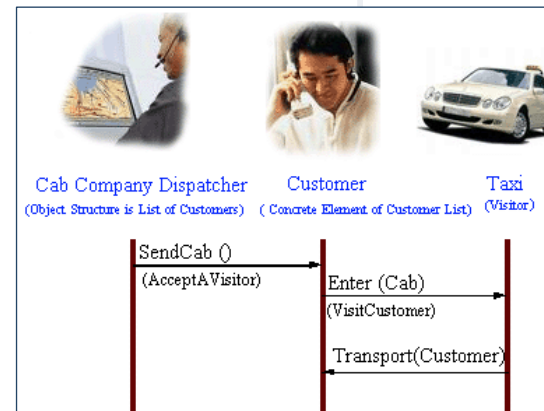 Cab Company Dispatcher
(Object Structure is List of Customers)
Customer
( Concrete Element of Customer List)
Taxi
(Visitor)
SendCab ()
(AcceptAVisitor)
Enter (Cab)
(VisitCustomer)
Transport(Customer)